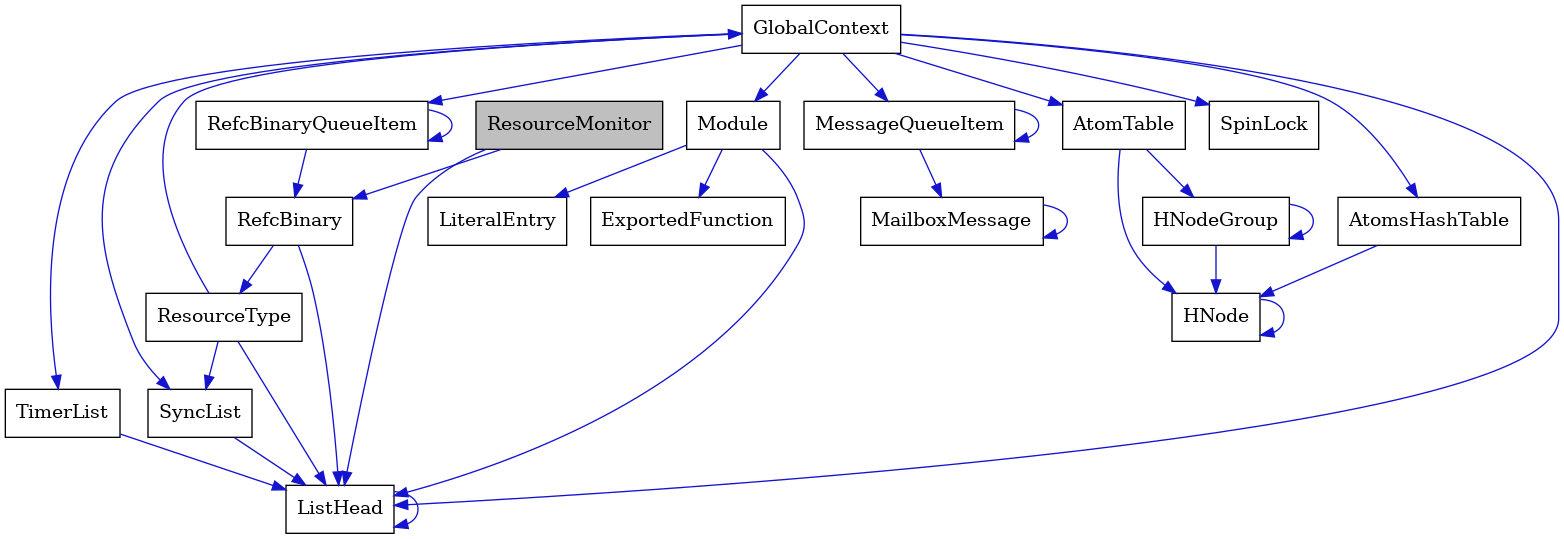 GlobalContext
RefcBinaryQueueItem
ResourceMonitor
Module
MessageQueueItem
AtomTable
SpinLock
RefcBinary
LiteralEntry
ExportedFunction
MailboxMessage
HNodeGroup
AtomsHashTable
ResourceType
HNode
TimerList
SyncList
ListHead